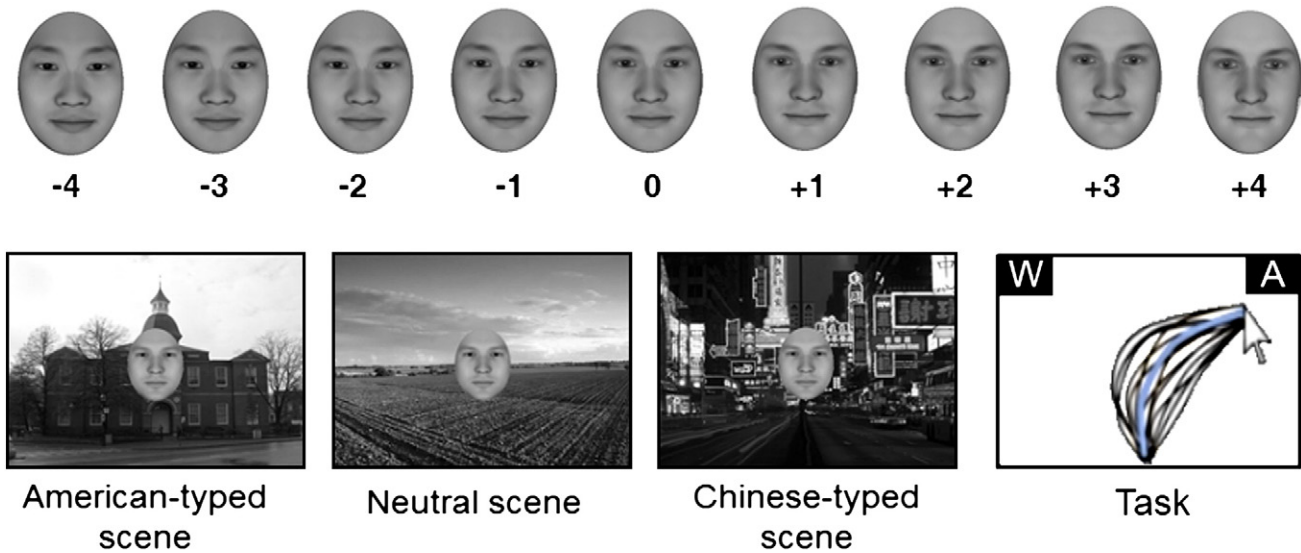 -4 -3 -2 -1 0 +1 +2 +3 +4
W A
American-typed
scene
Neutral scene
Chinese-typed
scene
Task